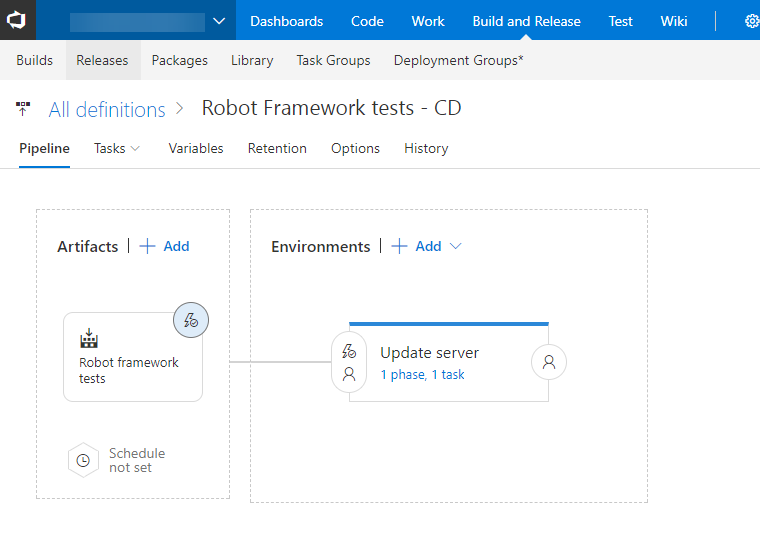 Dashboards Code Work Build and Release Test Wiki
Builds Releases Packages Library Task Groups Deployment Groups*
All definitions > Robot Framework tests - CD
Pipeline Tasks Variables Retention Options History
Artifacts | + Add
Environments | + Add
Robot framework
tests
Update server
1 phase, 1 task
Schedule
not set